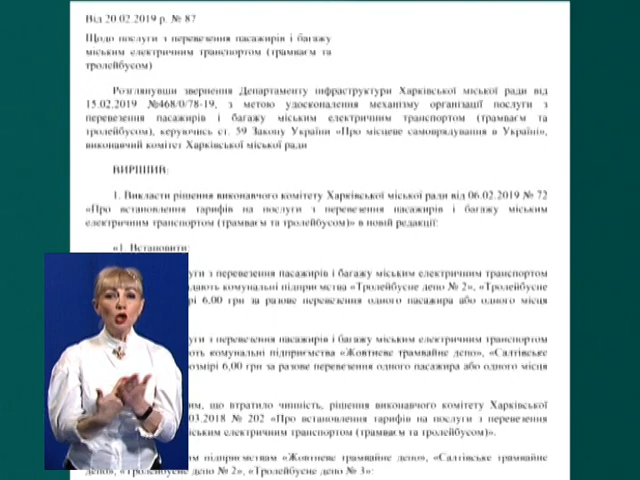 Від 20.02.2019 р. № 87
Щодо послуги з перевезення пасажирів і багажу
міським електричним транспортом (трамваєм та
тролейбусом)
Розглянувши звернення Департаменту інфраструктури Харківської міської ради від
15.02.2019 №468/0/78-19, з метою удосконалення механізму організації послуги з
перевезення пасажирів і багажу міським електричним транспортом (трамваєм та
тролейбусом), керуючись ст. 59 Закону України «Про місцеве самоврядування в Україні»,
виконавчий комітет Харківської міської ради
ВИРІШИВ:
1. Викласти рішення виконавчого комітету Харківської міської ради від 06.02.2019 № 72
«Про встановлення тарифів на послуги з перевезення пасажирів і багажу міським
електричним транспортом (трамваєм та тролейбусом)» в новій редакції:
«1. Встановити:
уги з перевезення пасажирів і багажу міським електричним транспортом
дають комунальні підприємства «Тролейбусне депо № 2», «Тролейбусне
рі 6,00 грн за разове перевезення одного пасажира або одного місця
уги з перевезення пасажирів і багажу міським електричним транспортом
ють комунальні підприємства «Жовтневе трамвайне депо», «Салтівське
озмірі 6,00 грн за разове перевезення одного пасажира або одного місця
им, що втратило чинність, рішення виконавчого комітету Харківської
03.2018 № 202 «Про встановлення тарифів на послуги з перевезення
іським електричним транспортом (трамваєм та тролейбусом)».
им підприємствам «Жовтневе трамвайне депо», «Салтівське трамвайне
депо», «Тролейбусне депо № 2», «Тролейбусне депо № 3»: